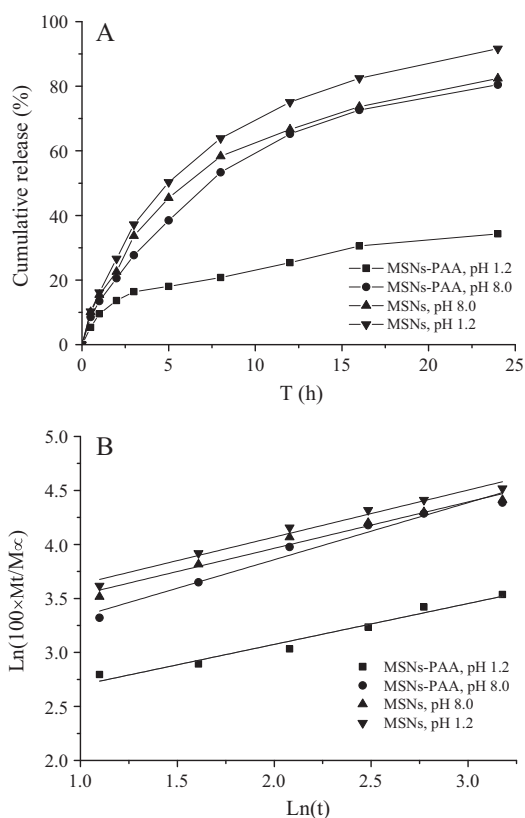 A
100
80
60
40
20
0
Cumulative release (%)
MSNs-PAA, pH 1.2
MSNs-PAA, pH 8.0
MSNs, pH 8.0
MSNs, pH 1.2
0 5 10 15 20 25
T (h)
B
5.0
4.5
4.0
3.5
3.0
2.5
2.0
Ln(100×Mt/M∝)
MSNs-PAA, pH 1.2
MSNs-PAA, pH 8.0
MSNs, pH 8.0
MSNs, pH 1.2
1.0 1.5 2.0 2.5 3.0
Ln(t)